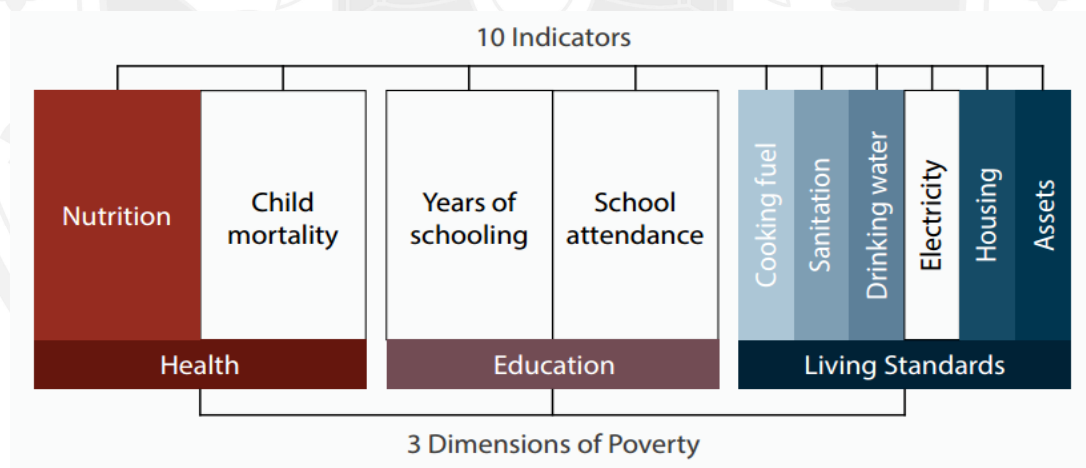 10 Indicators
Nutrition
Child
mortality
Years of
schooling
School
attendance
Cooking fuel
Sanitation
Drinking water
Electricity
Housing
Assets
Health
Education
Living Standards
3 Dimensions of Poverty